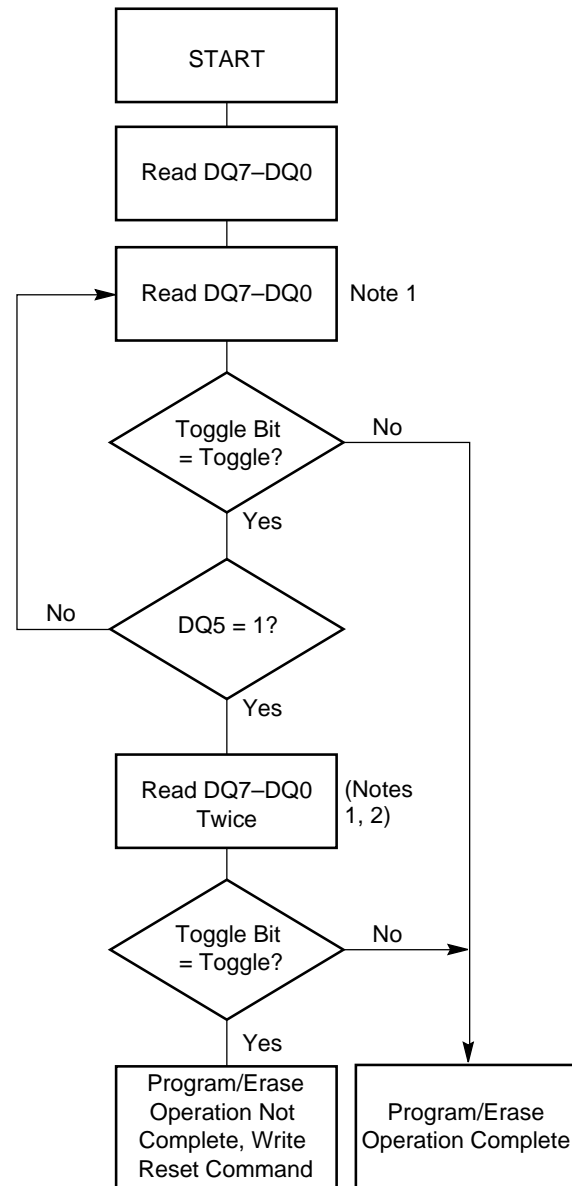 START
Read DQ7–DQ0
Read DQ7–DQ0
Note 1
Toggle Bit
= Toggle?
No
Yes
No
DQ5 = 1?
Yes
Read DQ7–DQ0
Twice
(Notes
1, 2)
Toggle Bit
= Toggle?
No
Yes
Program/Erase
Operation Not
Complete, Write
Reset Command
Program/Erase
Operation Complete